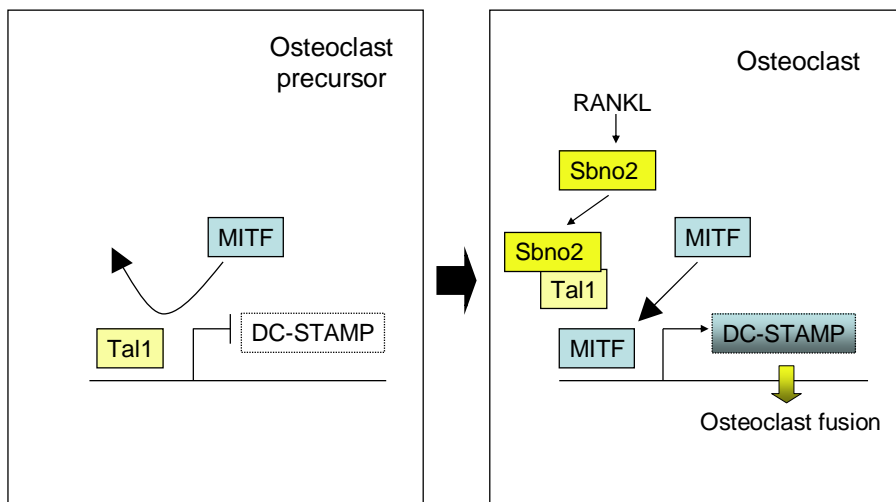 Osteoclast
precursor
MITF
Tal1
DC-STAMP
Osteoclast
RANKL
Sbno2
Sbno2
Tal1
MITF
MITF
DC-STAMP
Osteoclast fusion